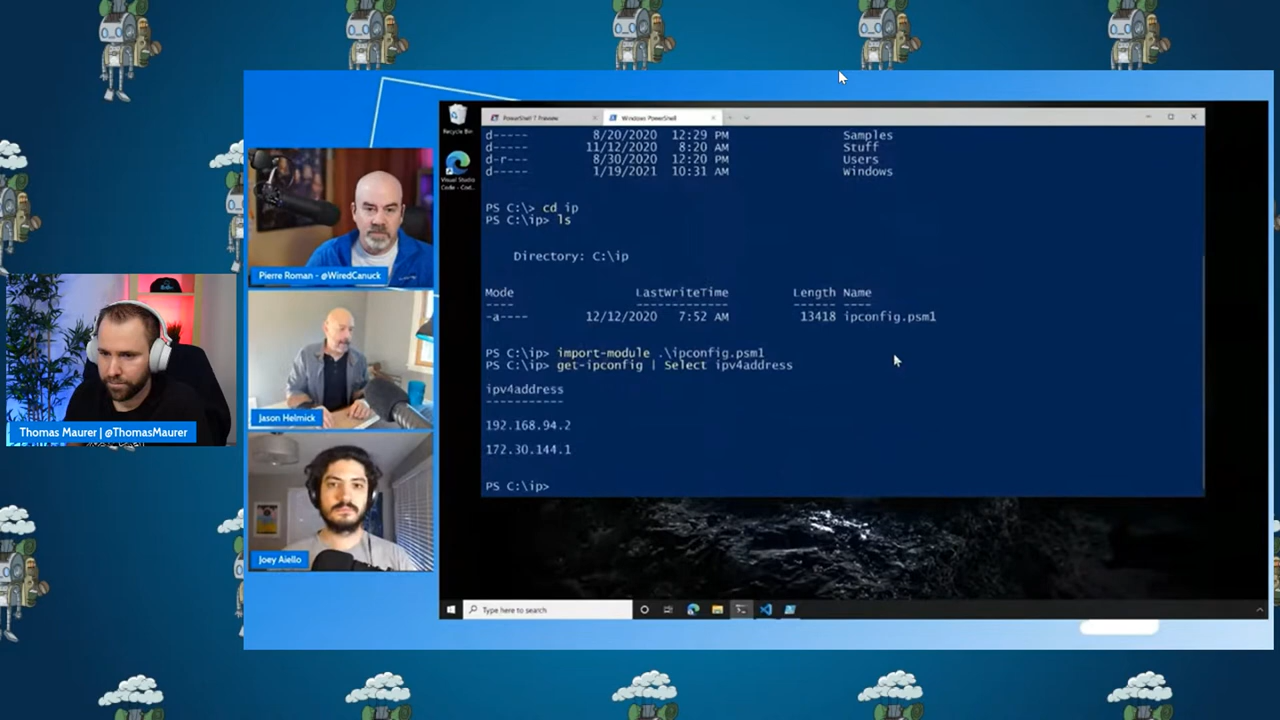 Recycle Bin
Visual Studio
Code - Cod...
PowerShell 7 Preview
Windows PowerShell
d----- 8/20/2020 12:29 PM Samples
d----- 11/12/2020 8:20 AM Stuff
d-r--- 8/30/2020 12:20 PM Users
d----- 1/19/2021 10:31 AM Windows
PS C:\> cd ip
PS C:\ip> ls
Directory: C:\ip
Mode LastWriteTime Length Name
---- ------------- ------ ----
-a---- 12/12/2020 7:52 AM 13418 ipconfig.psm1
PS C:\ip> import-module .\ipconfig.psm1
PS C:\ip> get-ipconfig | Select ipv4address
ipv4address
-----------
192.168.94.2
172.30.144.1
PS C:\ip>
Type here to search
Pierre Roman - @WiredCanuck
Jason Helmick
Thomas Maurer | @ThomasMaurer
Joey Aiello